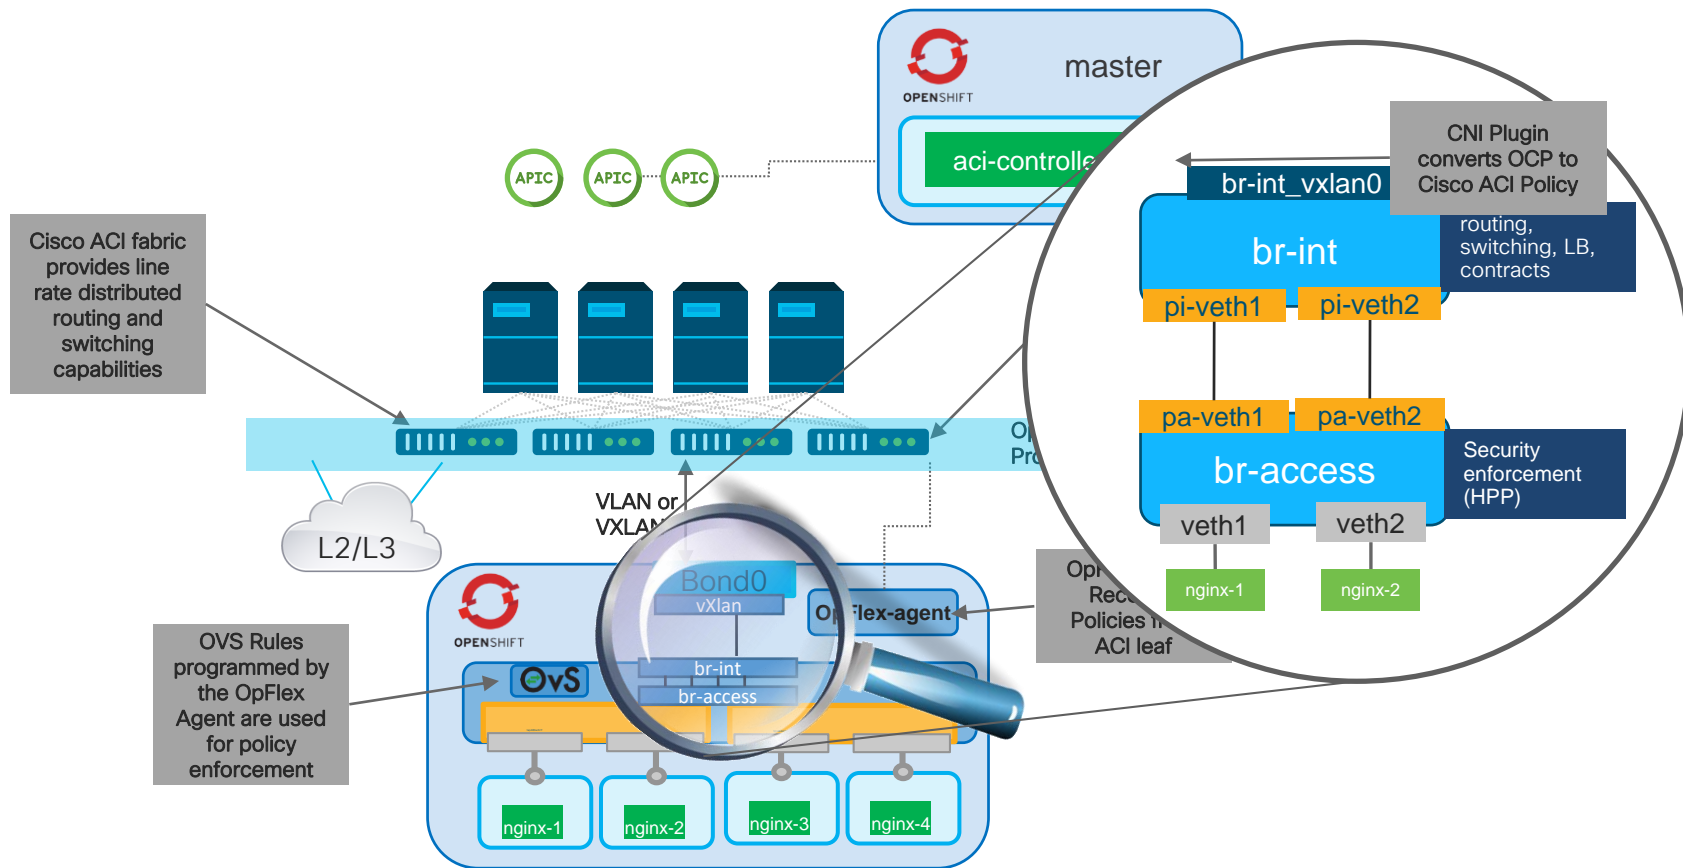 OPENSHIFT
master
aci-controlle
APIC
APIC
APIC
CNI Plugin
converts OCP to
Cisco ACI Policy
br-int_vxlan0
br-int
routing,
switching, LB,
contracts
pi-veth1
pi-veth2
pa-veth1
pa-veth2
br-access
Security
enforcement
(HPP)
veth1
veth2
nginx-1
nginx-2
Cisco ACI fabric
provides line
rate distributed
routing and
switching
capabilities
L2/L3
VLAN or
VXLAN
OPENSHIFT
Bond0
vXlan
OpFlex-agent
Policies
ACI leaf
OVS Rules
programmed by
the OpFlex
Agent are used
for policy
enforcement
OvS
br-int
br-access
nginx-1
nginx-2
nginx-3
nginx-4